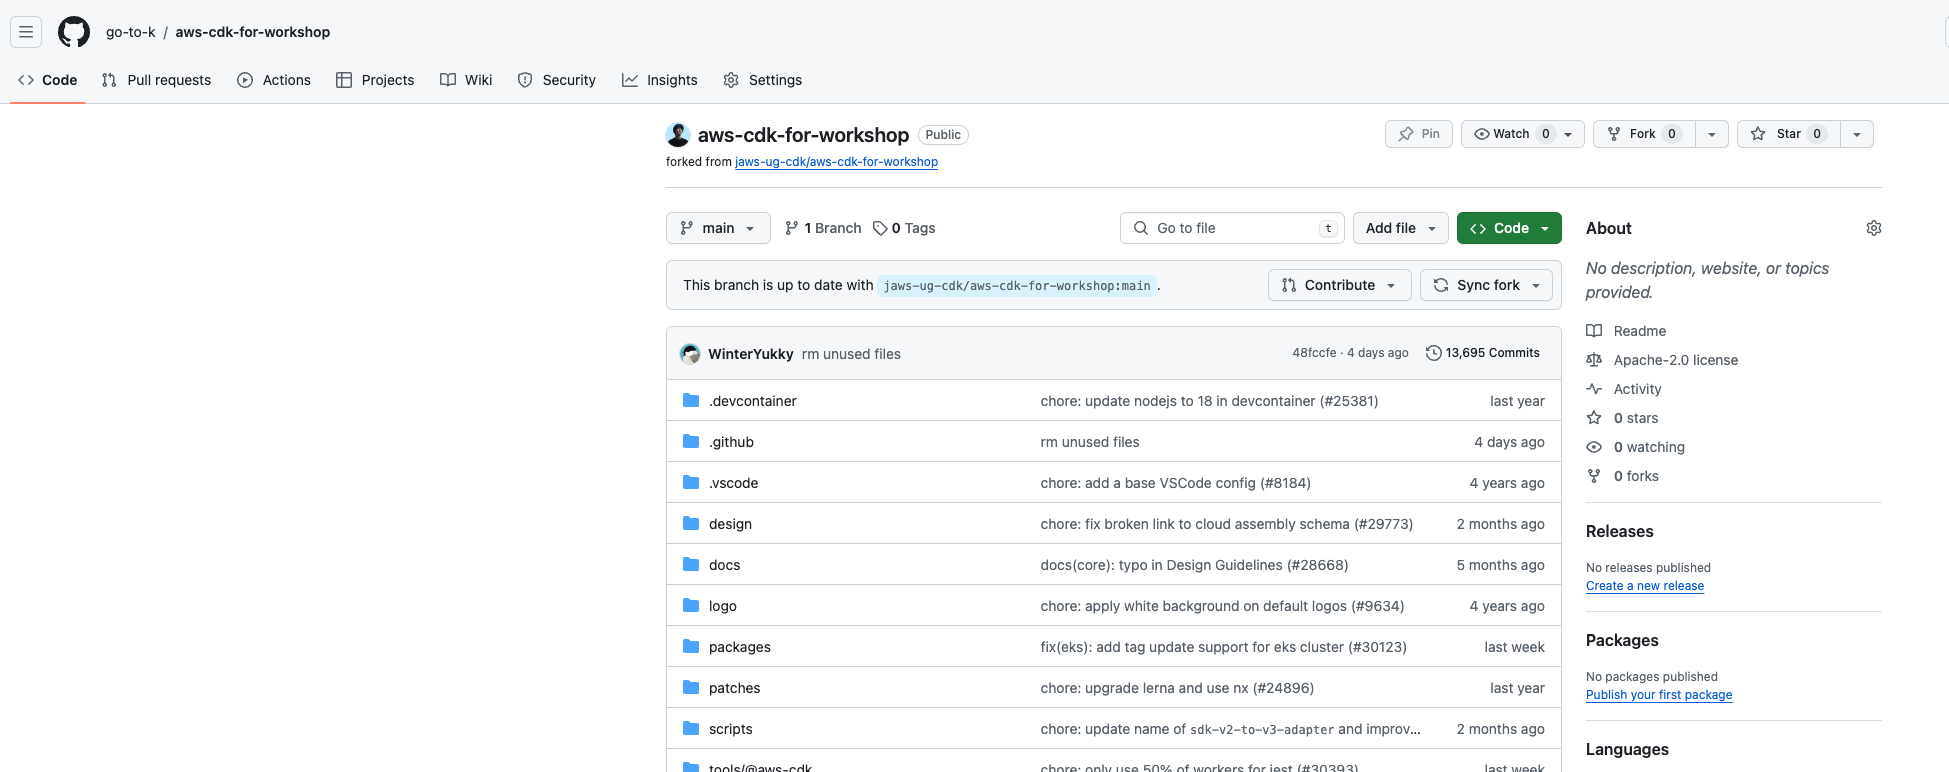 go-to-k / aws-cdk-for-workshop
Code Pull requests Actions Projects Wiki Security Insights Settings
aws-cdk-for-workshop Public
Pin Watch 0 Fork 0 Star 0
forked from jaws-ug-cdk/aws-cdk-for-workshop
main 1 Branch 0 Tags Go to file t Add file Code
This branch is up to date with jaws-ug-cdk/aws-cdk-for-workshop:main .
Contribute Sync fork
WinterYukky rm unused files 48fccfe · 4 days ago 13,695 Commits
.devcontainer chore: update nodejs to 18 in devcontainer (#25381) last year
.github rm unused files 4 days ago
.vscode chore: add a base VSCode config (#8184) 4 years ago
design chore: fix broken link to cloud assembly schema (#29773) 2 months ago
docs docs(core): typo in Design Guidelines (#28668) 5 months ago
logo chore: apply white background on default logos (#9634) 4 years ago
packages fix(eks): add tag update support for eks cluster (#30123) last week
patches chore: upgrade lerna and use nx (#24896) last year
scripts chore: update name of sdk-v2-to-v3-adapter and improv... 2 months ago
tools/@aws-cdk chore: only use 50% of workers for jest (#30393) last week
About
No description, website, or topics
provided.
Readme
Apache-2.0 license
Activity
0 stars
0 watching
0 forks
Releases
No releases published
Create a new release
Packages
No packages published
Publish your first package
Languages